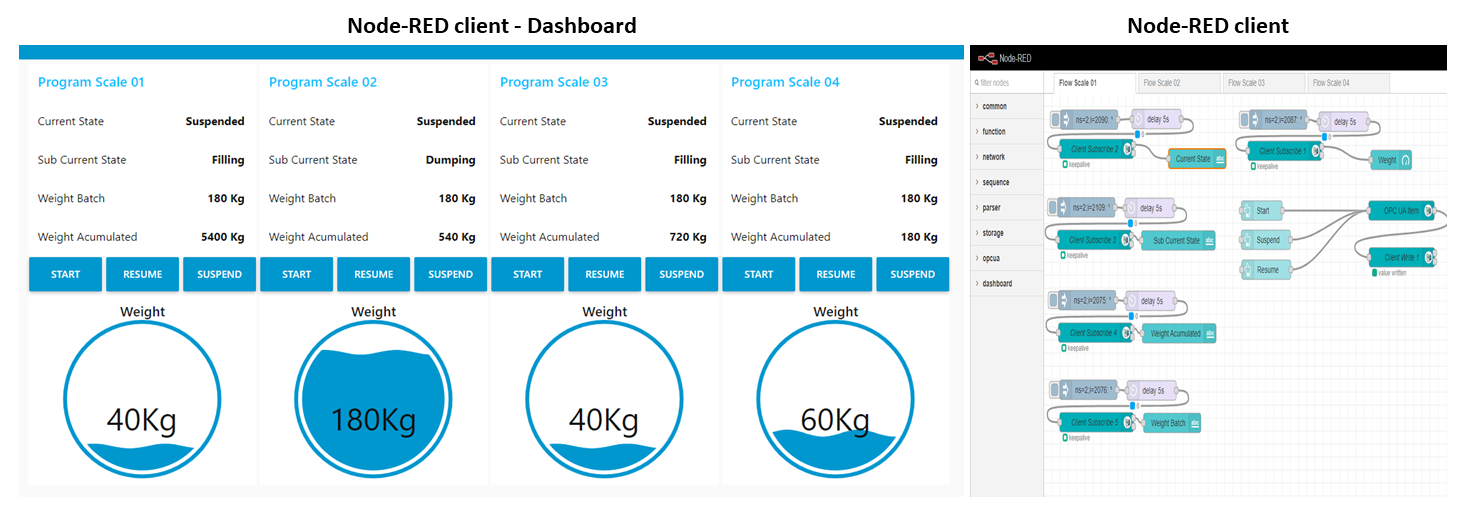 Node-RED client - Dashboard
Program Scale 01
Current State Suspended
Sub Current State Filling
Weight Batch 180 Kg
Weight Acumulated 5400 Kg
START RESUME SUSPEND
Weight
40Kg
Program Scale 02
Current State Suspended
Sub Current State Dumping
Weight Batch 180 Kg
Weight Acumulated 540 Kg
START RESUME SUSPEND
Weight
180Kg
Program Scale 03
Current State Suspended
Sub Current State Filling
Weight Batch 180 Kg
Weight Acumulated 720 Kg
START RESUME SUSPEND
Weight
40Kg
Program Scale 04
Current State Suspended
Sub Current State Filling
Weight Batch 180 Kg
Weight Acumulated 180 Kg
START RESUME SUSPEND
Weight
60Kg
Node-RED client
Node-RED
filter nodes
common
function
network
sequence
parser
storage
opcua
dashboard
Flow Scale 01 Flow Scale 02 Flow Scale 03 Flow Scale 04
ns=2;i=2090: delay 5s
Client Subscribe 2
keepalive
Current State abc
ns=2;i=2087: delay 5s
Client Subscribe 1
keepalive
Weight
ns=2;i=2109: delay 5s
Client Subscribe 3 Sub Current State abc
keepalive
Start
Suspend
Resume
OPC UA Item
Client Write 1
value written
ns=2;i=2075: delay 5s
Client Subscribe 4 Weight Acumulated abc
keepalive
ns=2;i=2076: delay 5s
Client Subscribe 5 Weight Batch abc
keepalive